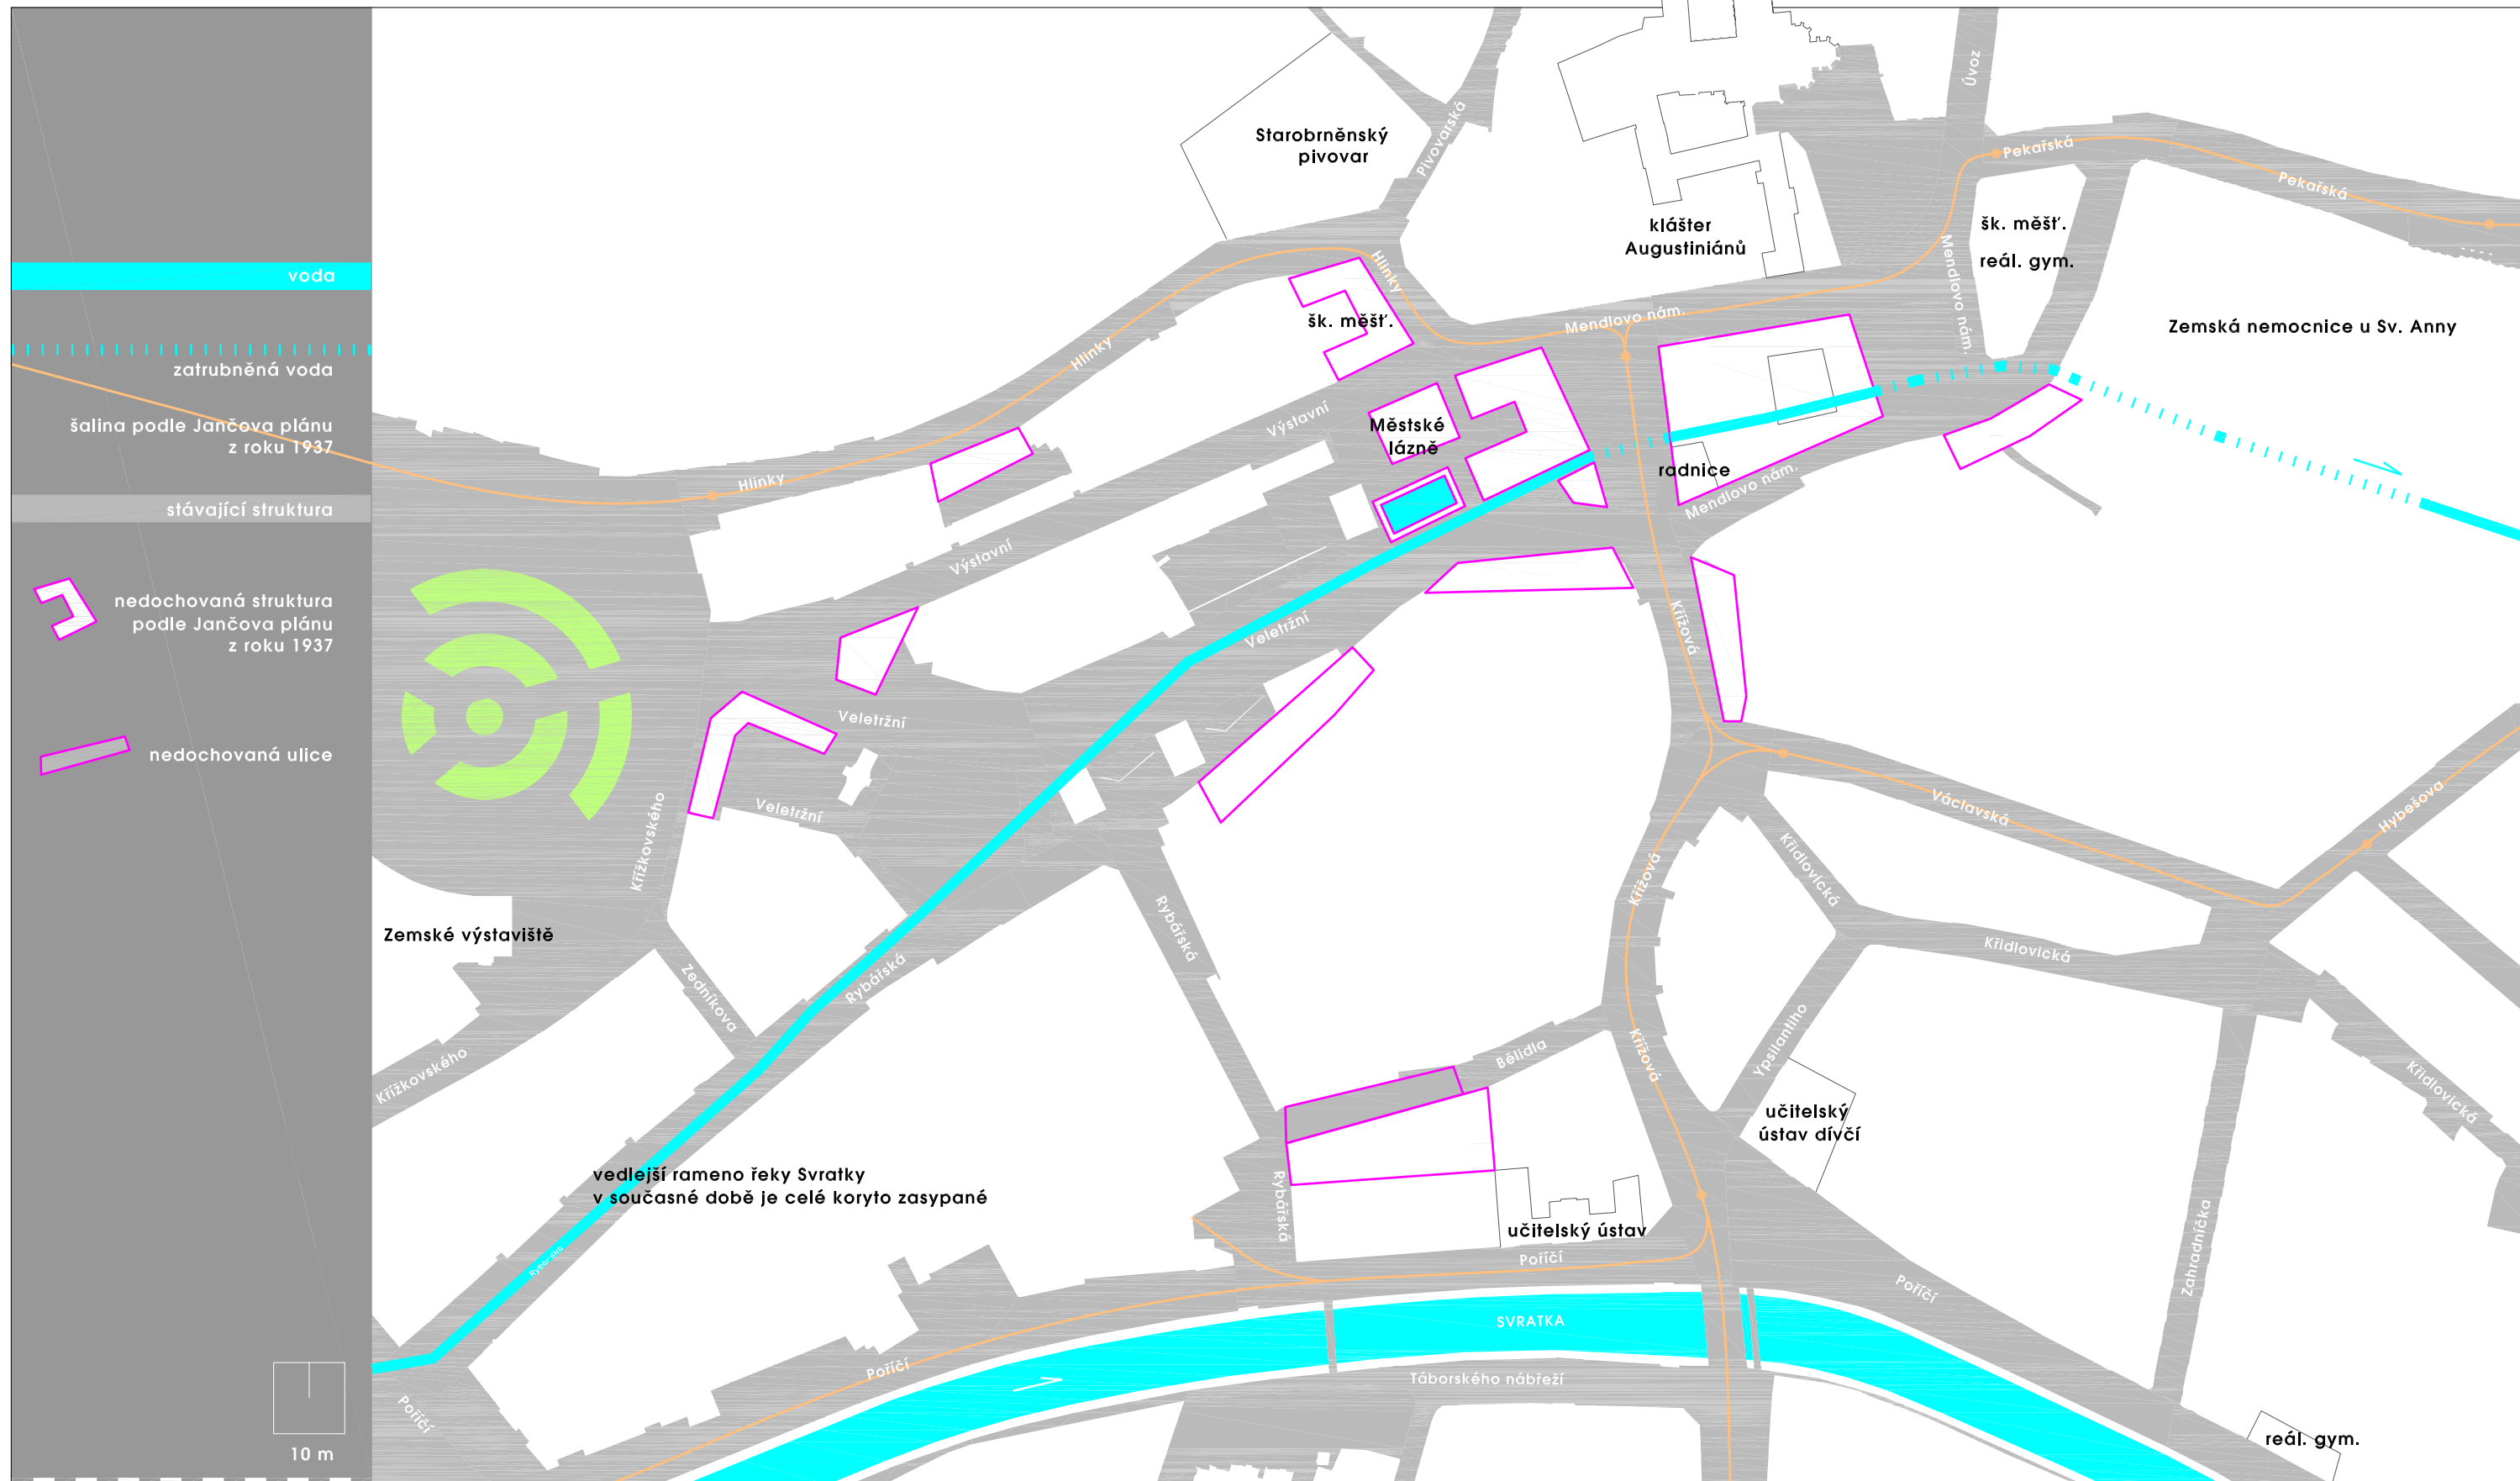 voda
zatrubněná voda
šalina podle Jančova plánu
z roku 1937
stávající struktura
nedochovaná struktura
podle Jančova plánu
z roku 1937
nedochovaná ulice
10 m
Starobrněnský
pivovar
Pivovarská
Úvoz
Pekařská
Pekařská
klášter
Augustiniánů
šk. měšť.
reál. gym.
Mendlovo nám.
Zemská nemocnice u Sv. Anny
Hlinky
šk. měšť.
Mendlovo nám.
Hlinky
Výstavní
Městské
lázně
radnice
Mendlovo nám.
Hlinky
Výstavní
Veletržní
Křížová
Veletržní
Veletržní
Křížkovského
Václavská
Hybešova
Křídlovická
Křížová
Rybářská
Křídlovická
Zemské výstaviště
Zedníkova
Rybářská
Křížkovského
Bělidla
Křížová
Ypsilantiho
Křídlovická
učitelský
ústav dívčí
vedlejší rameno řeky Svratky
v současné době je celé koryto zasypané
Rybářská
učitelský ústav
Rybářská
Poříčí
Poříčí
Zahradníčka
SVRATKA
Poříčí
Táborského nábřeží
Poříčí
reál. gym.